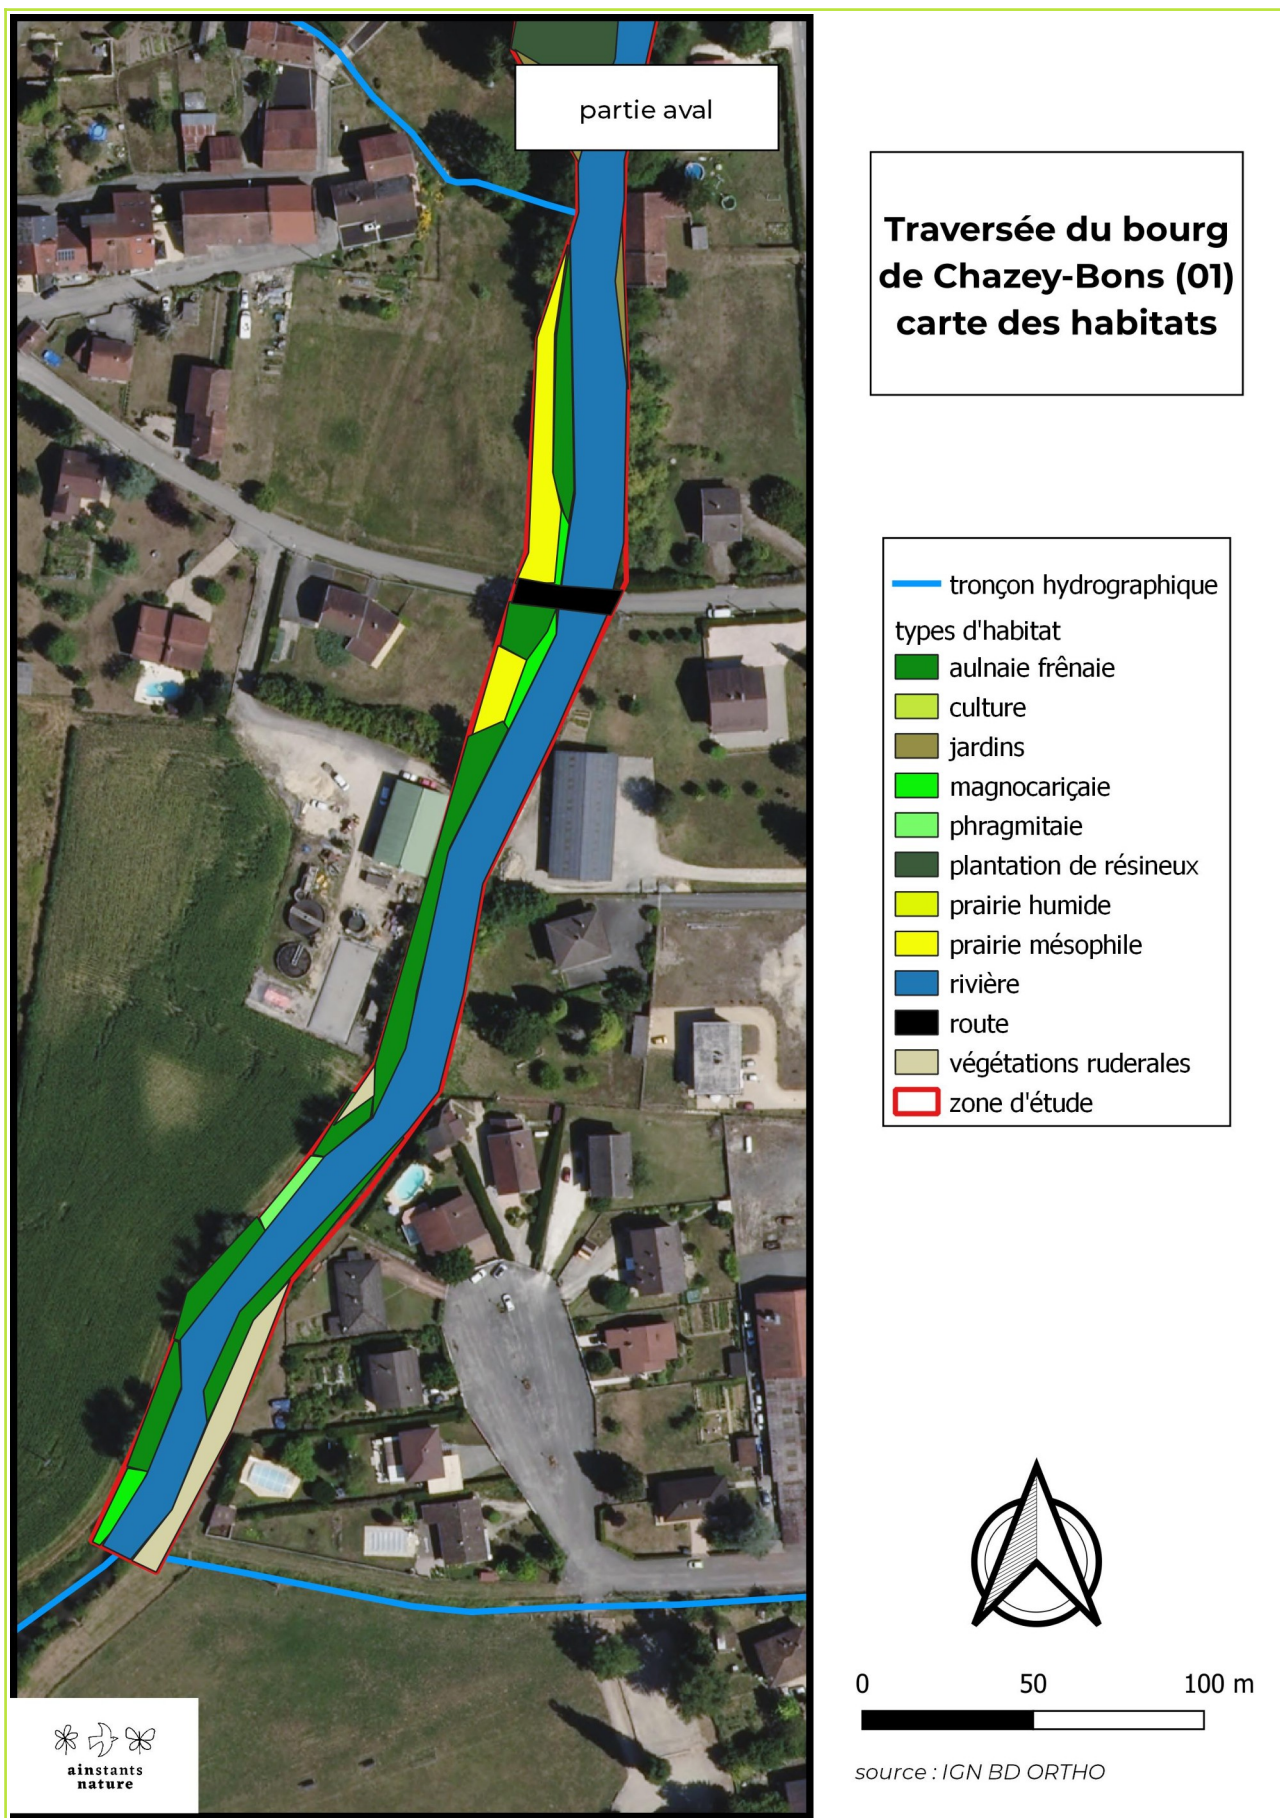 partie aval
Traversée du bourg
de Chazey-Bons (01)
carte des habitats
tronçon hydrographique
types d'habitat
aulnaie frênaie
culture
jardins
magnocariçaie
phragmitaie
plantation de résineux
prairie humide
prairie mésophile
rivière
route
végétations ruderales
zone d'étude
0 50 100 m
source : IGN BD ORTHO
ainstants
nature